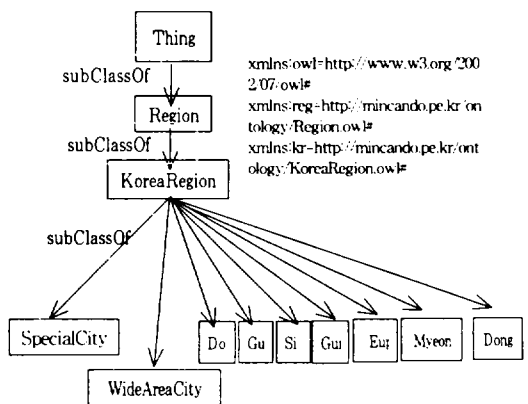 Thing
subClassOf
xmlns:owl=http://www.w3.org/200
2/07/owl#
Region
xmlns:reg=http://mincando.pe.kr/on
tology/Region.owl#
subClassOf
xmlns:kr=http://mincando.pe.kr/ont
ology/KoreaRegion.owl#
KoreaRegion
subClassOf
SpecialCity
Do
Gu
Si
Gun
Eup
Myeon
Dong
WideAreaCity